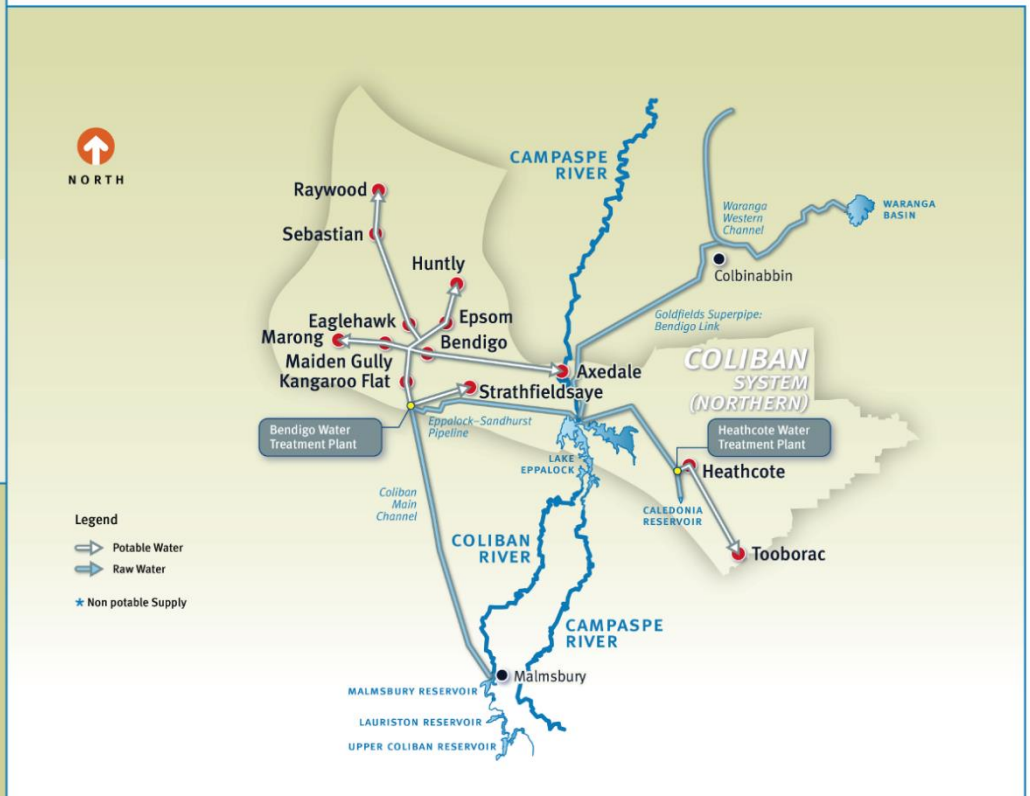 NORTH
CAMPASPE
RIVER
Raywood
Sebastian
Huntly
Waranga
Western
Channel
WARANGA
BASIN
Colbinabbin
Eaglehawk
Epsom
Marong
Bendigo
Maiden Gully
Kangaroo Flat
Goldfields Superpipe:
Bendigo Link
Axedale
Strathfieldsaye
COLIBAN
SYSTEM
(NORTHERN)
Bendigo Water
Treatment Plant
Eppalock–Sandhurst
Pipeline
Heathcote Water
Treatment Plant
LAKE
EPPALOCK
Heathcote
CALEDONIA
RESERVOIR
Coliban
Main
Channel
COLIBAN
RIVER
Tooborac
Legend
Potable Water
Raw Water
* Non potable Supply
CAMPASPE
RIVER
Malmsbury
MALMSBURY RESERVOIR
LAURISTON RESERVOIR
UPPER COLIBAN RESERVOIR